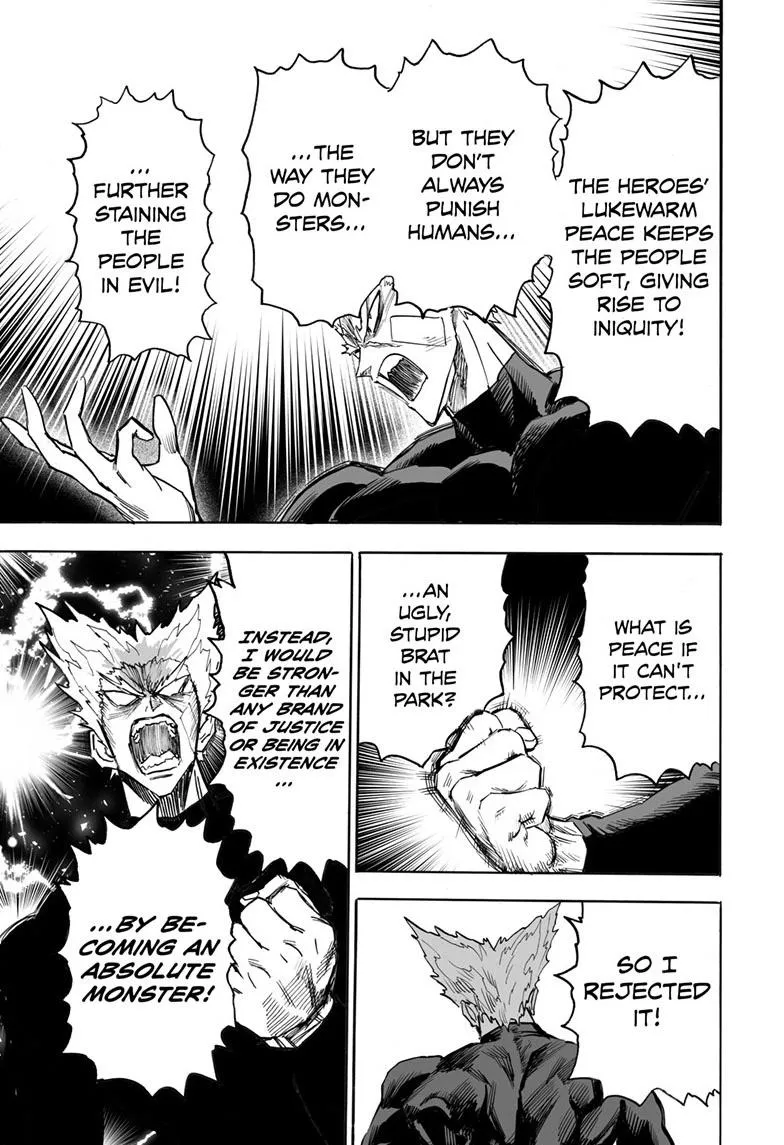 THE HEROES'
LUKEWARM
PEACE KEEPS
THE PEOPLE
SOFT, GIVING
RISE TO
INIQUITY!
BUT THEY
DON'T
ALWAYS
PUNISH
HUMANS...
...THE
WAY THEY
DO MON-
STERS...
...
FURTHER
STAINING
THE
PEOPLE
IN EVIL!
WHAT IS
PEACE IF
IT CAN'T
PROTECT...
...AN
UGLY,
STUPID
BRAT
IN THE
PARK?
SO I
REJECTED
IT!
INSTEAD,
I WOULD
BE STRON-
GER THAN
ANY BRAND
OF JUSTICE
OR BEING IN
EXISTENCE
...
...BY BE-
COMING AN
ABSOLUTE
MONSTER!